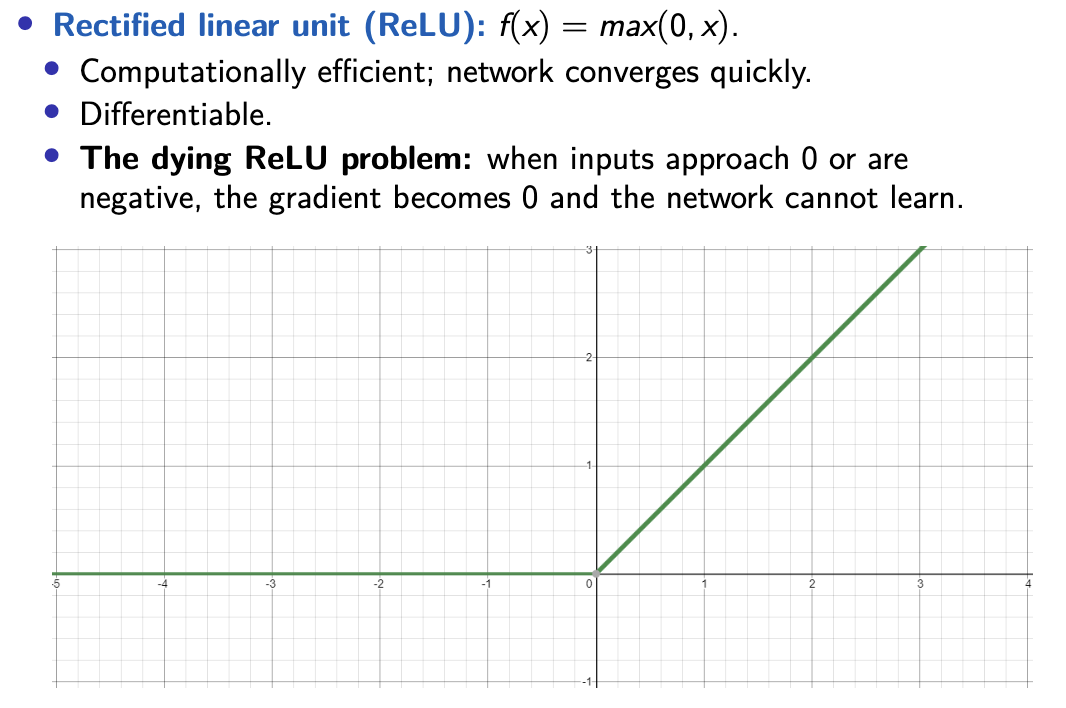 • Rectified linear unit (ReLU): f(x) = max(0, x).
• Computationally efficient; network converges quickly.
• Differentiable.
• The dying ReLU problem: when inputs approach 0 or are
negative, the gradient becomes 0 and the network cannot learn.
3
2
1
-5 -4 -3 -2 -1 0 1 2 3 4
-1